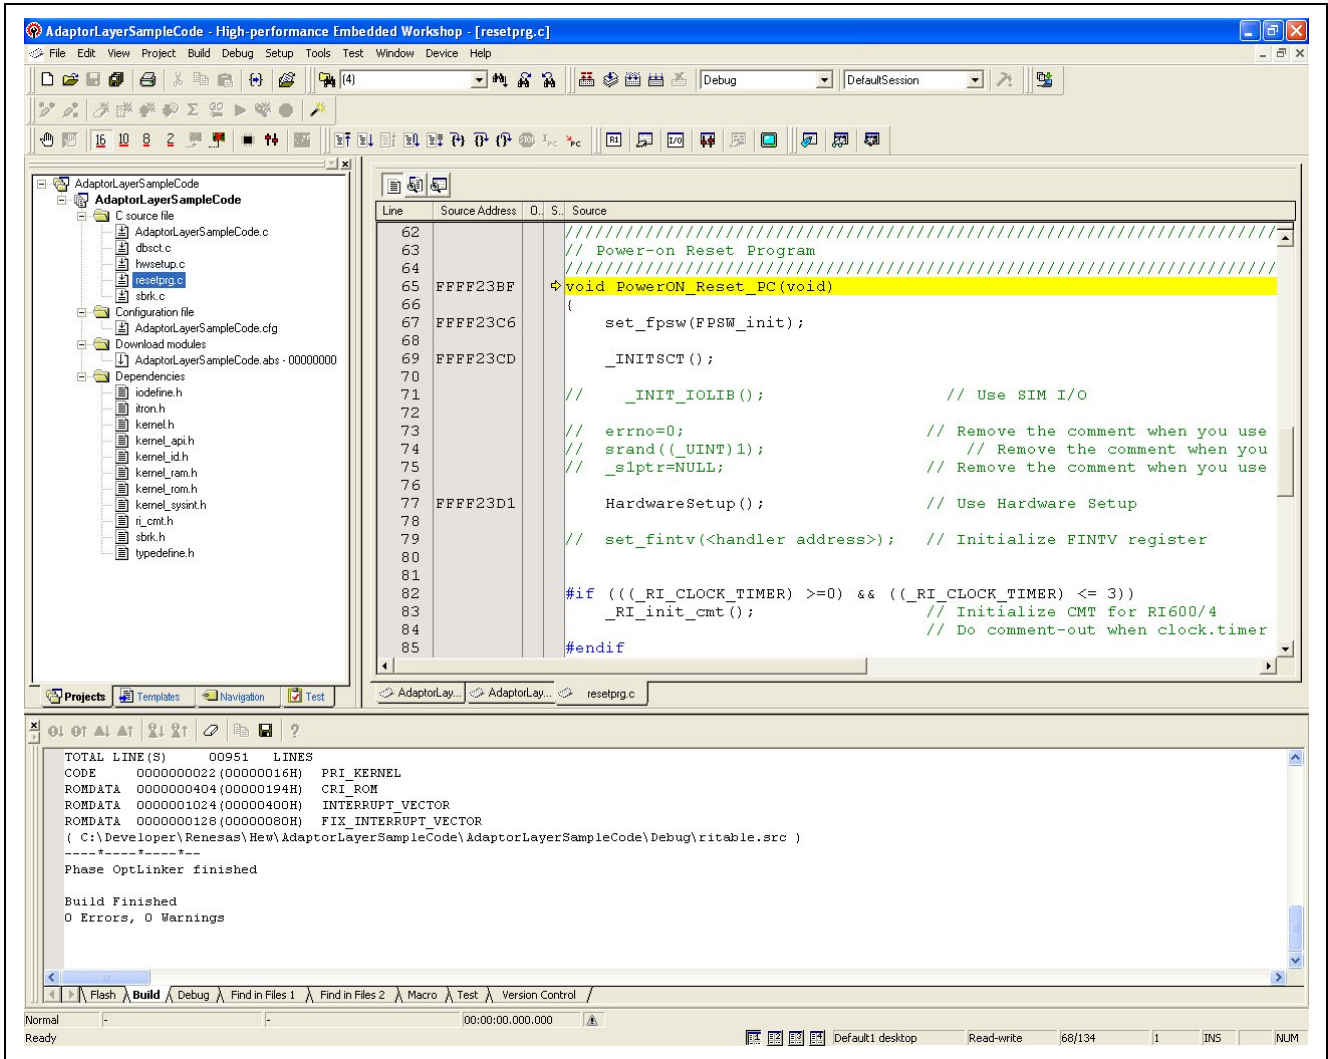 AdaptorLayerSampleCode - High-performance Embedded Workshop - [resetprg.c]
File Edit View Project Build Debug Setup Tools Test Window Device Help
{4} Debug DefaultSession
16 10 8 2 R1 I/O
AdaptorLayerSampleCode
AdaptorLayerSampleCode
C source file
AdaptorLayerSampleCode.c
dbsct.c
hwsetup.c
resetprg.c
sbrk.c
Configuration file
AdaptorLayerSampleCode.cfg
Download modules
AdaptorLayerSampleCode.abs - 00000000
Dependencies
iodefine.h
itron.h
kernel.h
kernel_api.h
kernel_id.h
kernel_ram.h
kernel_rom.h
kernel_sysint.h
ri_cmt.h
sbrk.h
typedefine.h
Projects Templates Navigation Test
Line Source Address O.. S.. Source
62 ///////////////////////////////////////////////////////////////////////
63 // Power-on Reset Program
64 ///////////////////////////////////////////////////////////////////////
65 FFFF23BF void PowerON_Reset_PC(void)
66 {
67 FFFF23C6 set_fpsw(FPSW_init);
68
69 FFFF23CD _INITSCT();
70
71 // _INIT_IOLIB(); // Use SIM I/O
72
73 // errno=0; // Remove the comment when you use
74 // srand((_UINT)1); // Remove the comment when you
75 // _s1ptr=NULL; // Remove the comment when you use
76
77 FFFF23D1 HardwareSetup(); // Use Hardware Setup
78
79 // set_fintv(<handler address>); // Initialize FINTV register
80
81
82 #if (((_RI_CLOCK_TIMER) >=0) && ((_RI_CLOCK_TIMER) <= 3))
83 _RI_init_cmt(); // Initialize CMT for RI600/4
84 // Do comment-out when clock.timer
85 #endif
AdaptorLay... AdaptorLay... resetprg.c
TOTAL LINE(S) 00951 LINES
CODE 0000000022(00000016H) PRI_KERNEL
ROMDATA 0000000404(00000194H) CRI_ROM
ROMDATA 0000001024(00000400H) INTERRUPT_VECTOR
ROMDATA 0000000128(00000080H) FIX_INTERRUPT_VECTOR
( C:\Developer\Renesas\Hew\AdaptorLayerSampleCode\AdaptorLayerSampleCode\Debug\ritable.src )
----*----*----*--
Phase OptLinker finished
Build Finished
0 Errors, 0 Warnings
Flash Build Debug Find in Files 1 Find in Files 2 Macro Test Version Control
Normal - - 00:00:00.000.000
Ready Default1 desktop Read-write 68/134 1 INS NUM